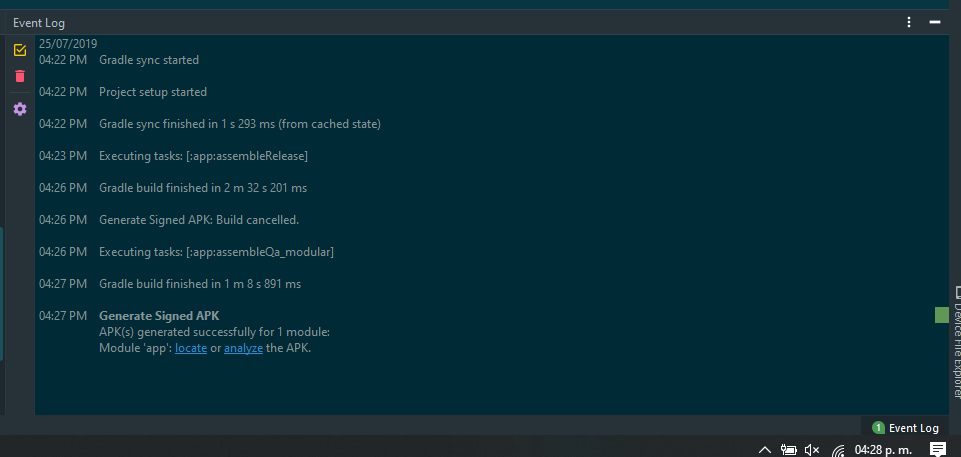 Event Log
25/07/2019
04:22 PM Gradle sync started
04:22 PM Project setup started
04:22 PM Gradle sync finished in 1 s 293 ms (from cached state)
04:23 PM Executing tasks: [:app:assembleRelease]
04:26 PM Gradle build finished in 2 m 32 s 201 ms
04:26 PM Generate Signed APK: Build cancelled.
04:26 PM Executing tasks: [:app:assembleQa_modular]
04:27 PM Gradle build finished in 1 m 8 s 891 ms
04:27 PM Generate Signed APK
APK(s) generated successfully for 1 module:
Module 'app': locate or analyze the APK.
Device File Explorer
1 Event Log
04:28 p. m.